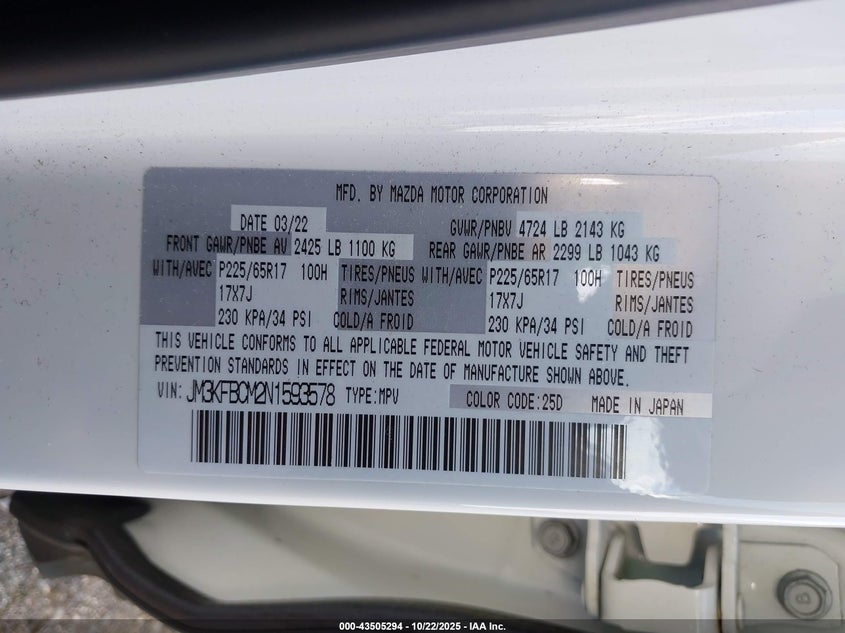 MFD. BY MAZDA MOTOR CORPORATION
DATE 03/22 GVWR/PNBV 4724 LB 2143 KG
FRONT GAWR/PNBE AV 2425 LB 1100 KG REAR GAWR/PNBE AR 2299 LB 1043 KG
WITH/AVEC P225/65R17 100H TIRES/PNEUS WITH/AVEC P225/65R17 100H TIRES/PNEUS
17X7J RIMS/JANTES 17X7J RIMS/JANTES
230 KPA/34 PSI COLD/A FROID 230 KPA/34 PSI COLD/A FROID
THIS VEHICLE CONFORMS TO ALL APPLICABLE FEDERAL MOTOR VEHICLE SAFETY AND THEFT
PREVENTION STANDARDS IN EFFECT ON THE DATE OF MANUFACTURE SHOWN ABOVE.
VIN: JM3KFBCM2N1593578 TYPE:MPV COLOR CODE:25D MADE IN JAPAN
000-43505294 - 10/22/2025 - IAA Inc.